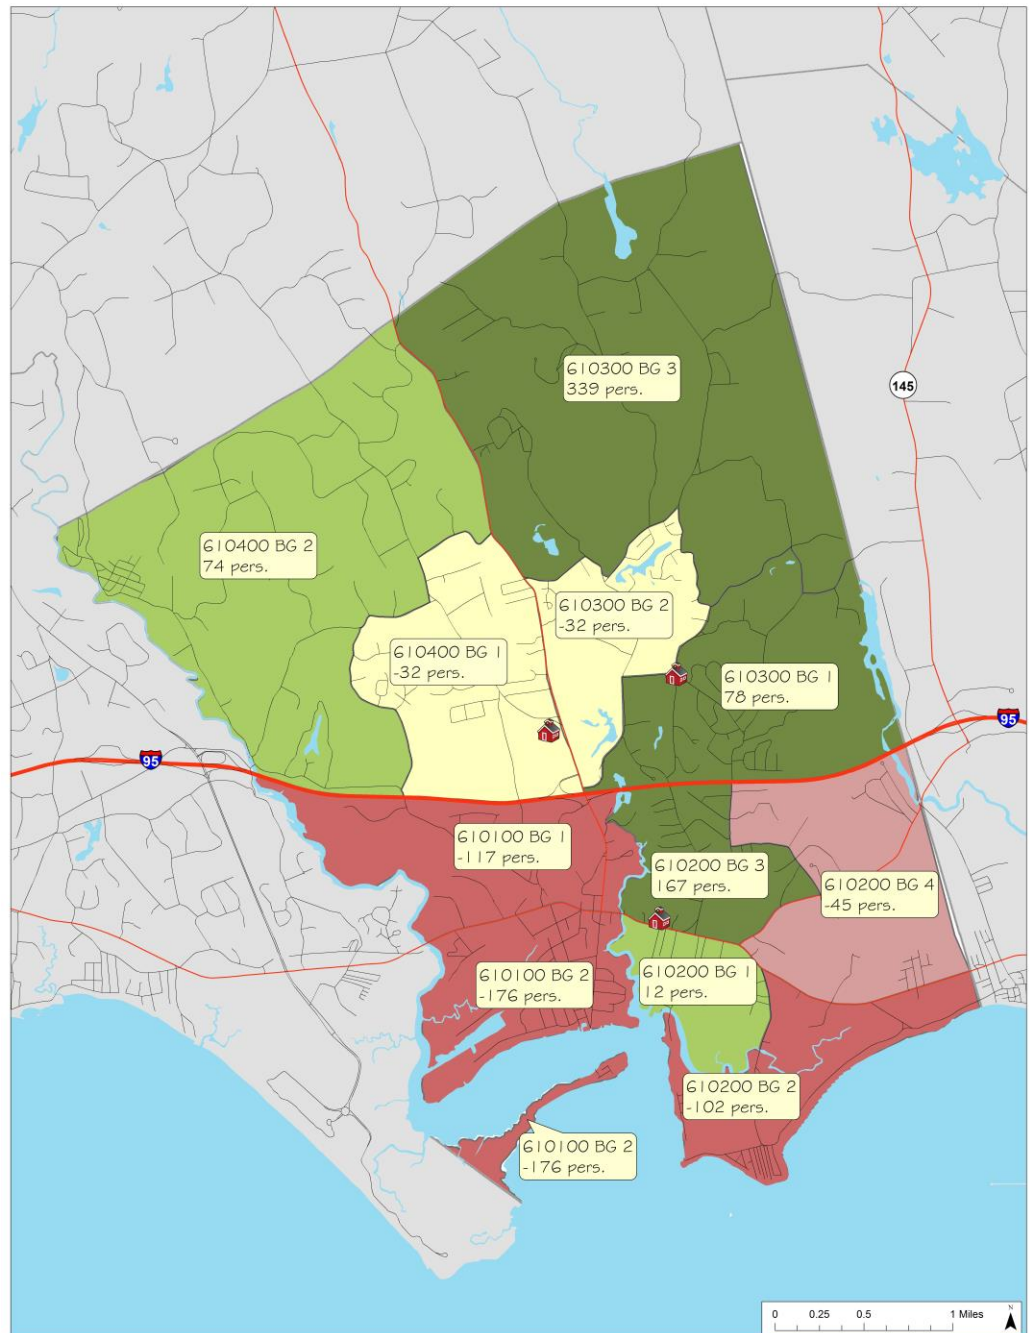 610300 BG 3
339 pers.
145
610400 BG 2
74 pers.
610300 BG 2
-32 pers.
610400 BG 1
-32 pers.
610300 BG 1
78 pers.
95
95
610100 BG 1
-117 pers.
610200 BG 3
167 pers.
610200 BG 4
-45 pers.
610100 BG 2
-176 pers.
610200 BG 1
12 pers.
610200 BG 2
-102 pers.
610100 BG 2
-176 pers.
0 0.25 0.5 1 Miles
N